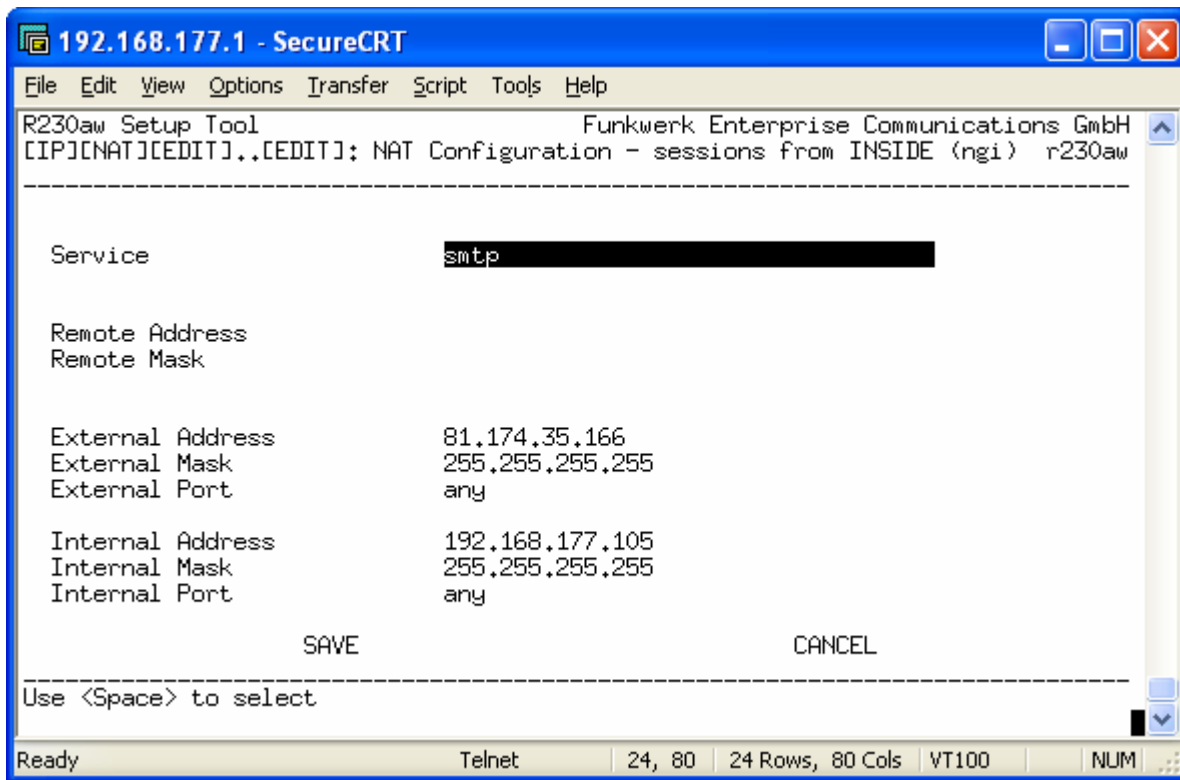 192.168.177.1 - SecureCRT
File Edit View Options Transfer Script Tools Help
R230aw Setup Tool Funkwerk Enterprise Communications GmbH
[IP][NAT][EDIT]..[EDIT]: NAT Configuration - sessions from INSIDE (ngi) r230aw
Service smtp
Remote Address
Remote Mask
External Address 81.174.35.166
External Mask 255.255.255.255
External Port any
Internal Address 192.168.177.105
Internal Mask 255.255.255.255
Internal Port any
SAVE CANCEL
Use <Space> to select
Ready Telnet 24, 80 24 Rows, 80 Cols VT100 NUM